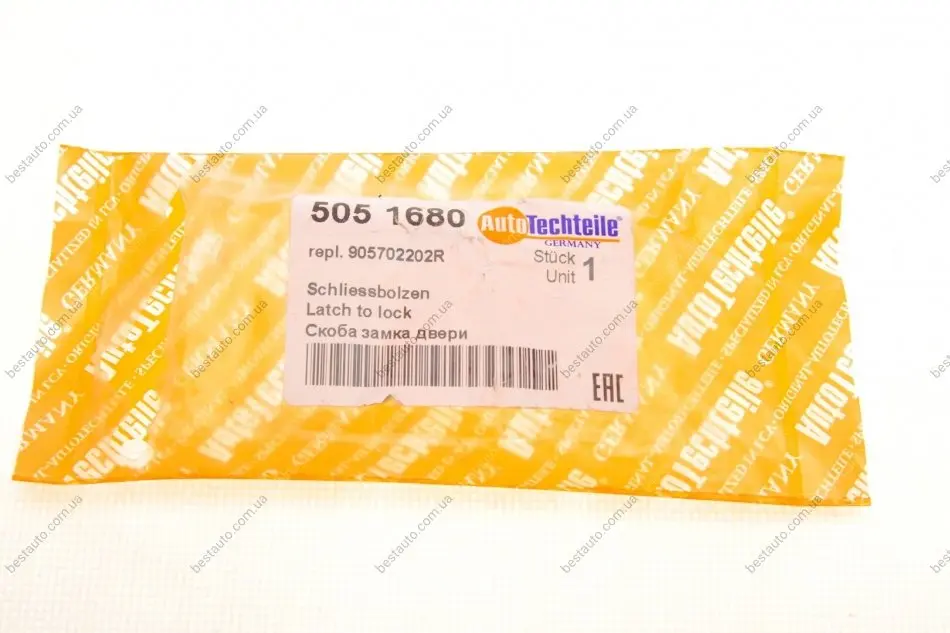 505 1680
AutoTechteile®
GERMANY
repl. 905702202R
Stück
Unit 1
Schliessbolzen
Latch to lock
Скоба замка двери
EAC
bestauto.com.ua